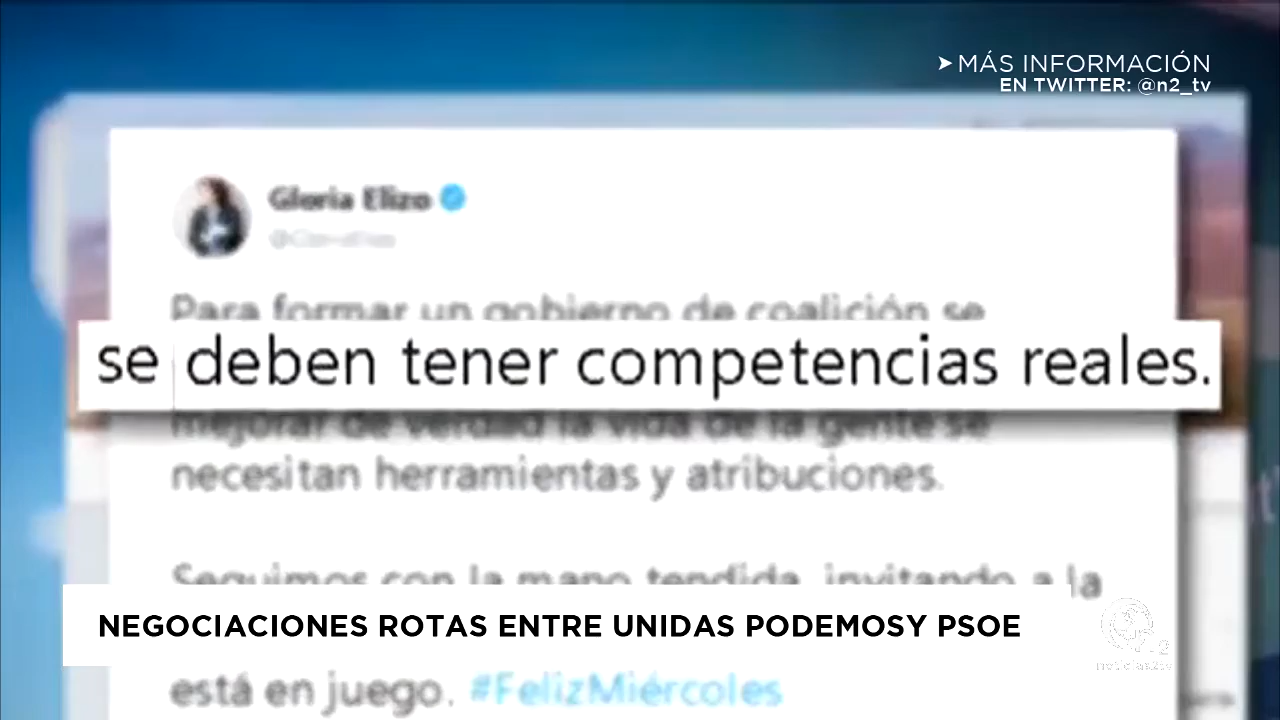 ➤MÁS INFORMACIÓN
EN TWITTER: @n2_tv
Gloria Elizo
Para formar un gobierno de coalición se
se deben tener competencias reales.
mejorar de verdad la vida de la gente se
necesitan herramientas y atribuciones.
Seguimos con la mano tendida, invitando a la
NEGOCIACIONES ROTAS ENTRE UNIDAS PODEMOSY PSOE
noticias2tv
está en juego. #FelizMiércoles